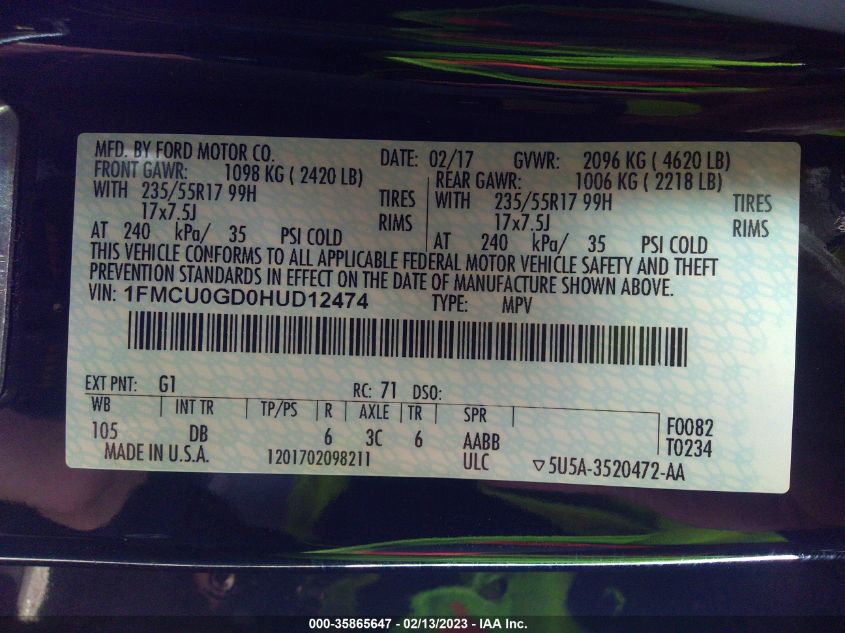 MFD. BY FORD MOTOR CO. DATE: 02/17 GVWR: 2096 KG ( 4620 LB)
FRONT GAWR: 1098 KG ( 2420 LB) REAR GAWR: 1006 KG ( 2218 LB)
WITH 235/55R17 99H TIRES WITH 235/55R17 99H TIRES
17x7.5J RIMS 17x7.5J RIMS
AT 240 kPa/ 35 PSI COLD AT 240 kPa/ 35 PSI COLD
THIS VEHICLE CONFORMS TO ALL APPLICABLE FEDERAL MOTOR VEHICLE SAFETY AND THEFT
PREVENTION STANDARDS IN EFFECT ON THE DATE OF MANUFACTURE SHOWN ABOVE.
VIN: 1FMCU0GD0HUD12474 TYPE: MPV
EXT PNT: G1 RC: 71 DSO:
WB INT TR TP/PS R AXLE TR SPR
105 DB 6 3C 6 AABB F0082
T0234
MADE IN U.S.A. 1201702098211 ULC ▽5U5A-3520472-AA
000-35865647 - 02/13/2023 - IAA Inc.